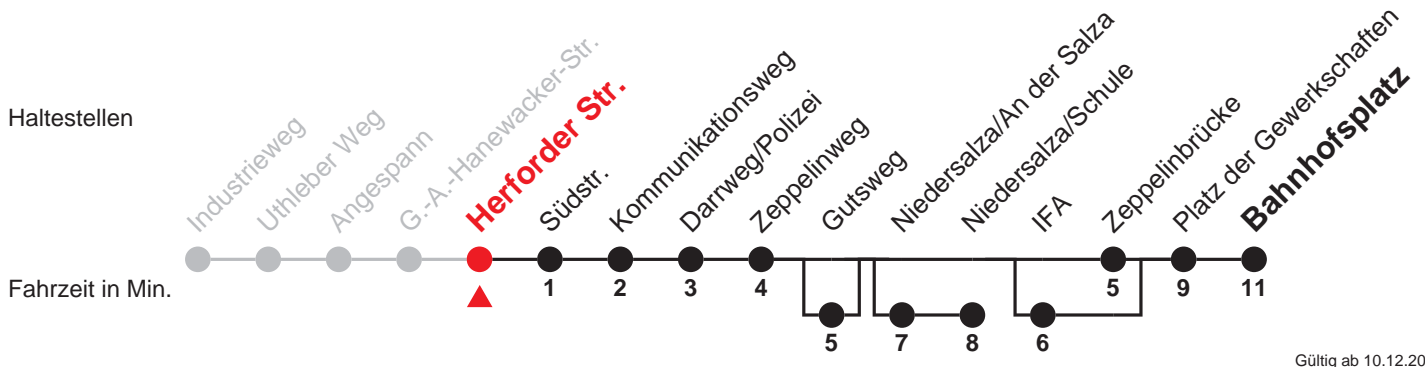 Haltestellen
Industrieweg
Uthleber Weg
Angespann
G.-A.-Hanewacker-Str.
Herforder Str.
Südstr.
Kommunikationsweg
Darrweg/Polizei
Zeppelinweg
Gutsweg
Niedersalza/An der Salza
Niedersalza/Schule
IFA
Zeppelinbrücke
Platz der Gewerkschaften
Bahnhofsplatz
Fahrzeit in Min.
1 2 3 4 5 9 11
5 7 8 6
Gültig ab 10.12.20